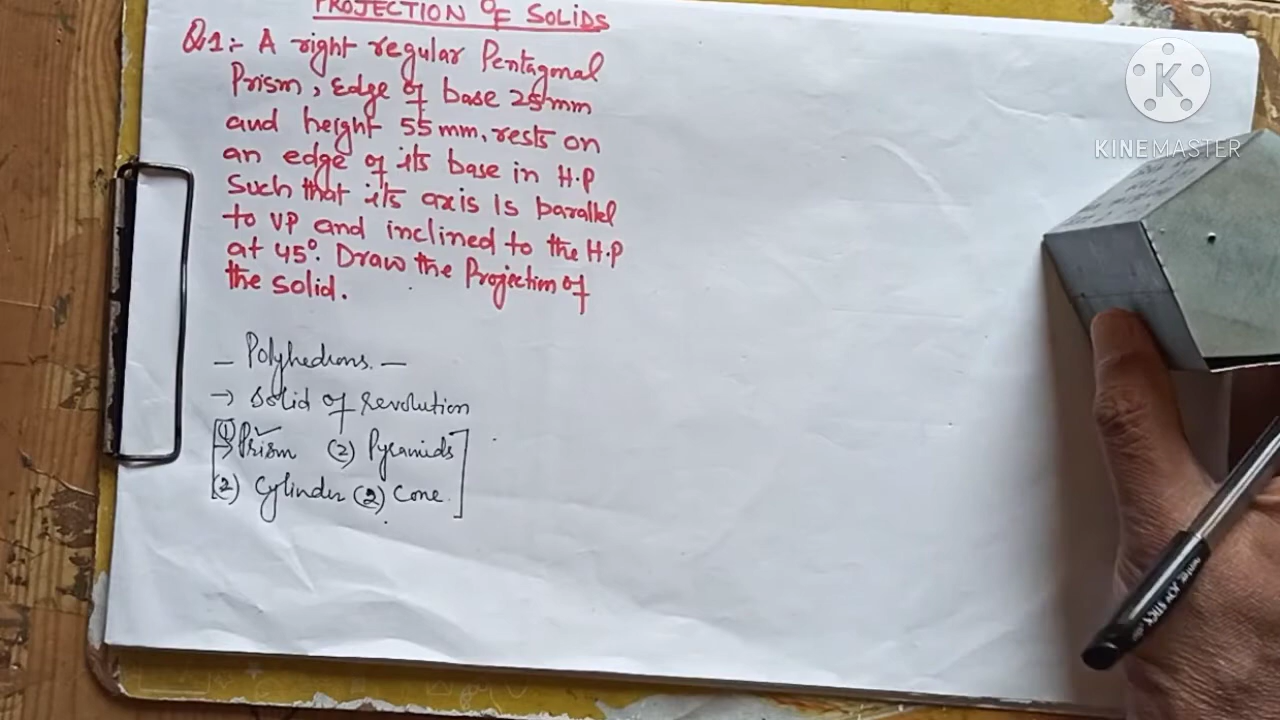 PROJECTION OF SOLIDS
Q.1:- A right regular Pentagonal
Prism, Edge of base 25mm
and height 55 mm, rests on
an edge of its base in H.P
Such that its axis is parallel
to VP and inclined to the H.P
at 45°. Draw the Projection of
the solid.
- Polyhedrons. -
→ Solid of revolution
(1) → Prism (2) Pyramids
(2) Cylinder (2) Cone.
K
KINEMASTER